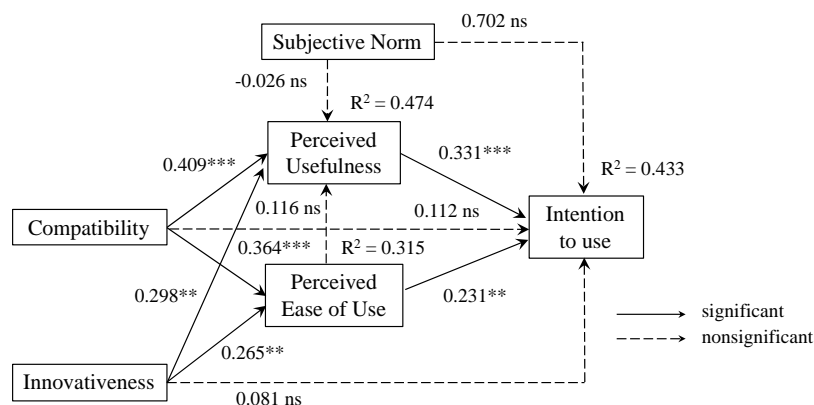 0.702 ns
Subjective Norm
-0.026 ns
R² = 0.474
Perceived
Usefulness
0.409***
0.331***
R² = 0.433
0.116 ns
0.112 ns
Compatibility
Intention
to use
0.364***
R² = 0.315
Perceived
Ease of Use
0.298**
0.231**
significant
nonsignificant
0.265**
Innovativeness
0.081 ns